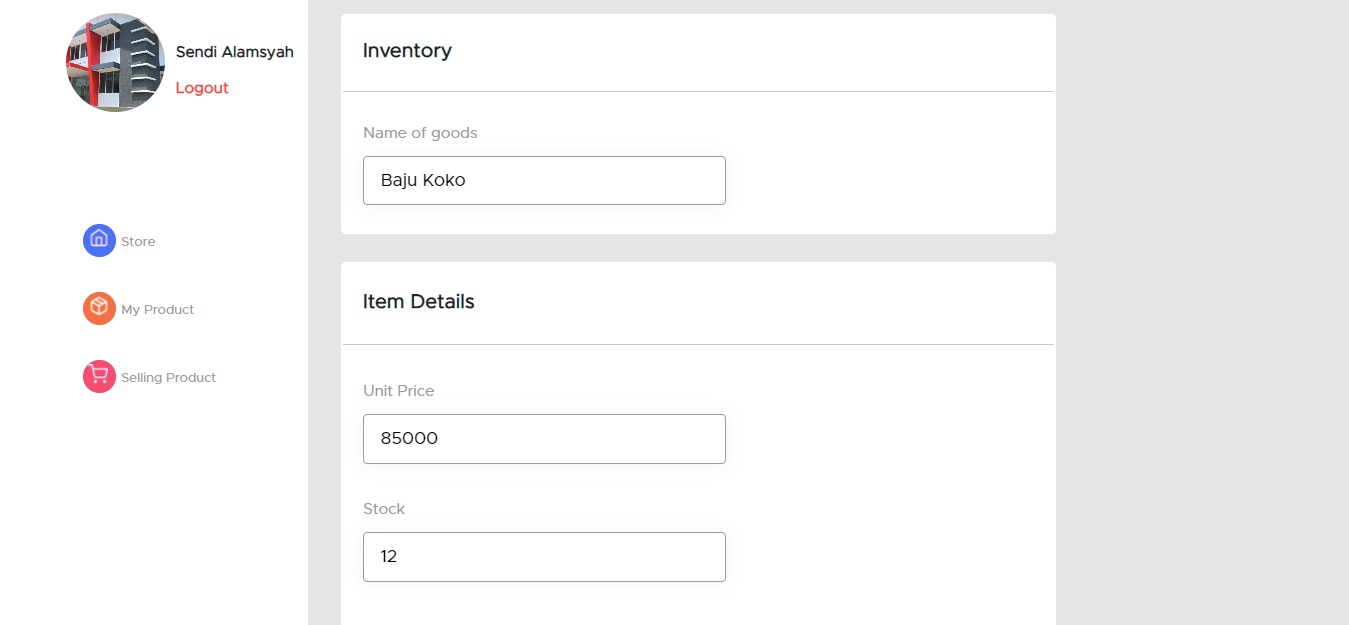 Sendi Alamsyah
Logout
Store
My Product
Selling Product
Inventory
Name of goods
Baju Koko
Item Details
Unit Price
85000
Stock
12